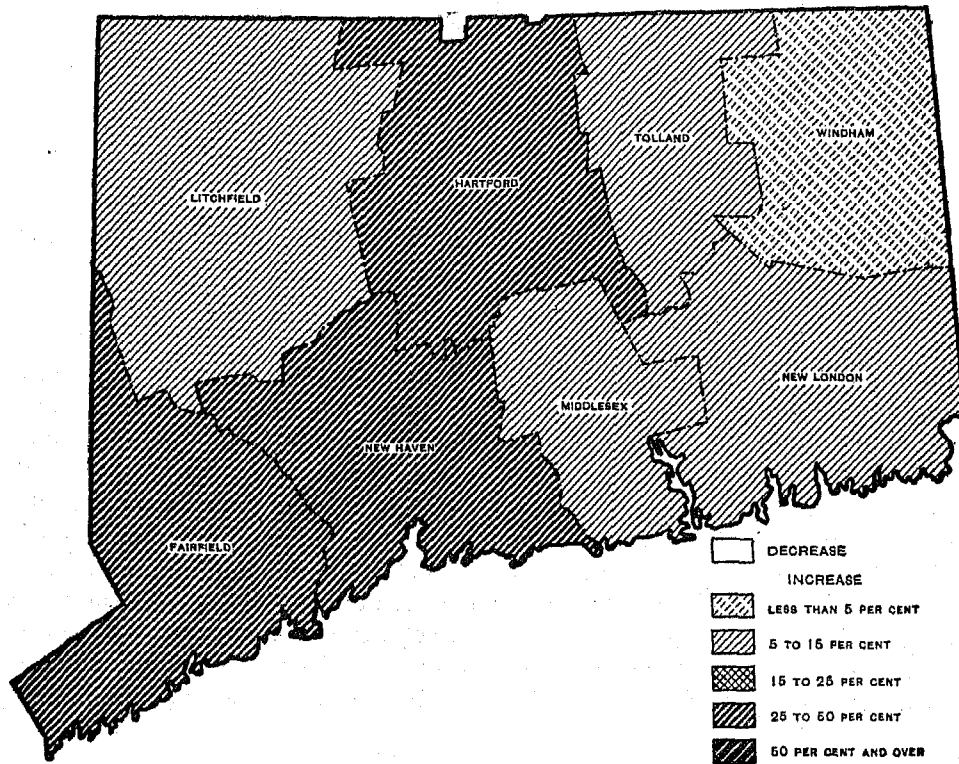 TOLLAND
WINDHAM
HARTFORD
LITCHFIELD
NEW LONDON
MIDDLESEX
NEW HAVEN
FAIRFIELD
DECREASE
INCREASE
LESS THAN 5 PER CENT
5 TO 15 PER CENT
15 TO 25 PER CENT
25 TO 50 PER CENT
50 PER CENT AND OVER